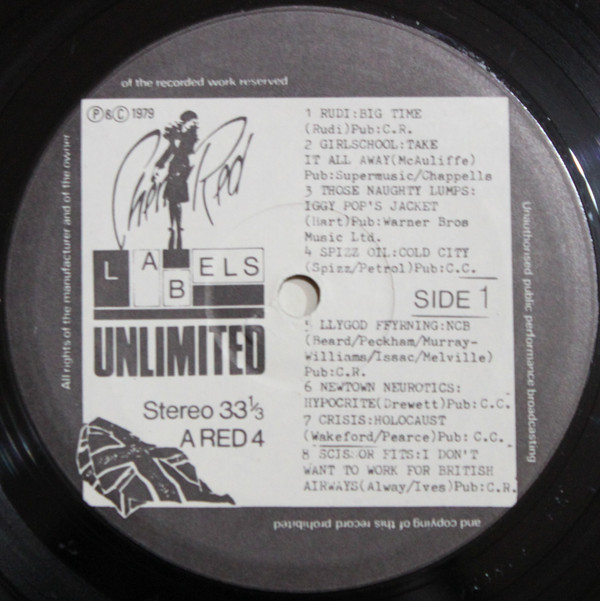 of the recorded work reserved
Ⓟ&Ⓒ 1979
Cherry Red
LABELS
UNLIMITED
Stereo 33⅓
A RED 4
1 RUDI:BIG TIME
(Rudi)Pub:C.R.
2 GIRLSCHOOL:TAKE
IT ALL AWAY(McAuliffe)
Pub:Supermusic/Chappells
3 THOSE NAUGHTY LUMPS:
IGGY POP'S JACKET
(Hart)Pub:Warner Bros
Music Ltd.
4 SPIZZ OIL:COLD CITY
(Spizz/Petrol)Pub:C.C.
SIDE 1
5 LLYGOD FFYRNING:NCB
(Beard/Peckham/Murray-
Williams/Issac/Melville)
Pub:C.R.
6 NEWTOWN NEUROTICS:
HYPOCRITE(Drewett)Pub:C.C.
7 CRISIS:HOLOCAUST
(Wakeford/Pearce)Pub: C.C.
8 SCISSOR FITS:I DON'T
WANT TO WORK FOR BRITISH
AIRWAYS(Alway/Ives)Pub:C.R.
Unauthorised public performance broadcasting
and copying of this record prohibited
All rights of the manufacturer and of the owner